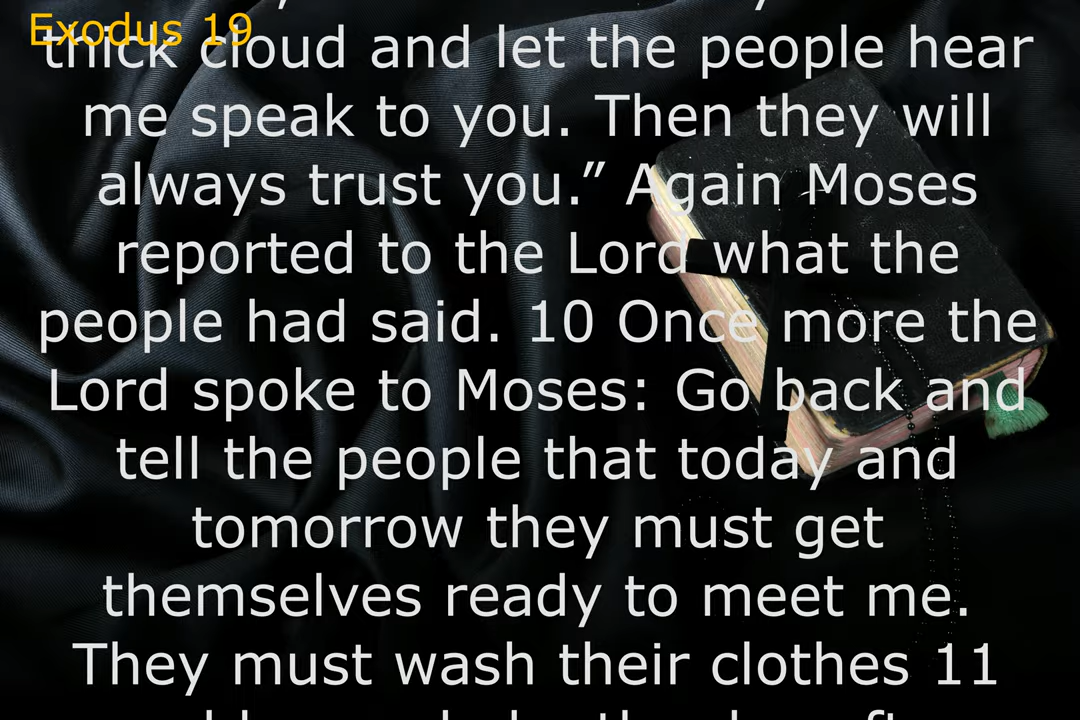 Exodus 19
thick cloud and let the people hear
me speak to you. Then they will
always trust you.” Again Moses
reported to the Lord what the
people had said. 10 Once more the
Lord spoke to Moses: Go back and
tell the people that today and
tomorrow they must get
themselves ready to meet me.
They must wash their clothes 11